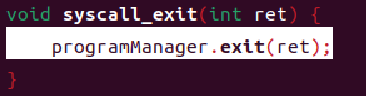 void syscall_exit(int ret) {
    programManager.exit(ret);
}